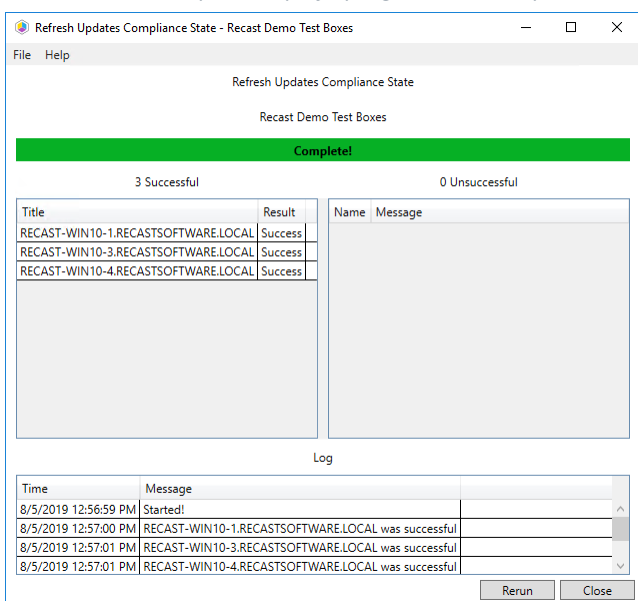 Refresh Updates Compliance State - Recast Demo Test Boxes
File Help
Refresh Updates Compliance State
Recast Demo Test Boxes
Complete!
3 Successful
0 Unsuccessful
Title Result
RECAST-WIN10-1.RECASTSOFTWARE.LOCAL Success
RECAST-WIN10-3.RECASTSOFTWARE.LOCAL Success
RECAST-WIN10-4.RECASTSOFTWARE.LOCAL Success
Name Message
Log
Time Message
8/5/2019 12:56:59 PM Started!
8/5/2019 12:57:00 PM RECAST-WIN10-1.RECASTSOFTWARE.LOCAL was successful
8/5/2019 12:57:01 PM RECAST-WIN10-3.RECASTSOFTWARE.LOCAL was successful
8/5/2019 12:57:01 PM RECAST-WIN10-4.RECASTSOFTWARE.LOCAL was successful
Rerun Close